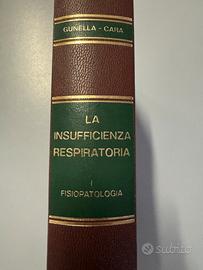 GUNELLA - CARA
LA
INSUFFICIENZA
RESPIRATORIA
I
FISIOPATOLOGIA
subito